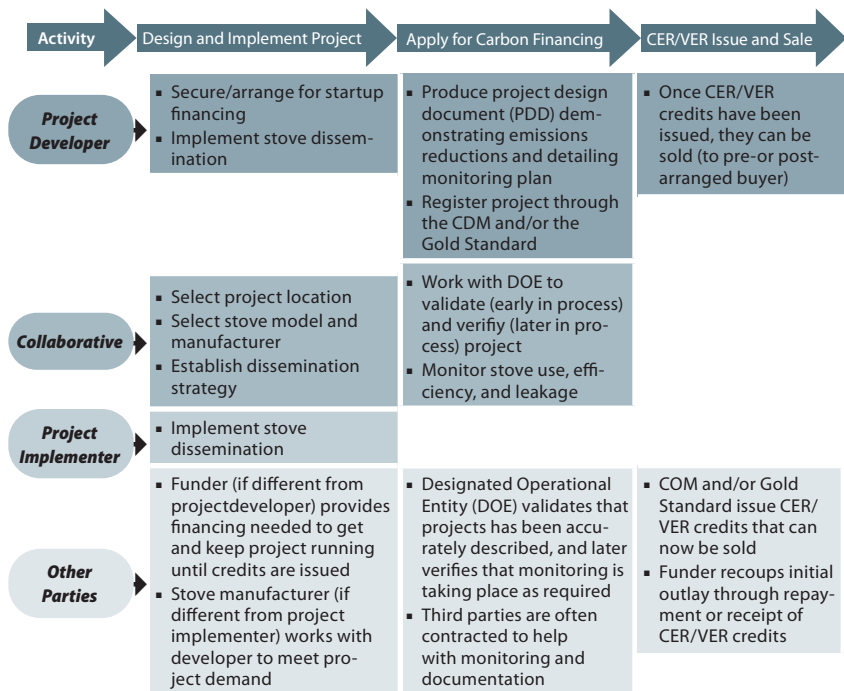 Activity
Design and Implement Project
Apply for Carbon Financing
CER/VER Issue and Sale
Project
Developer
▪ Secure/arrange for startup
financing
▪ Implement stove dissem-
ination
▪ Produce project design
document (PDD) dem-
onstrating emissions
reductions and detailing
monitoring plan
▪ Register project through
the CDM and/or the
Gold Standard
▪ Once CER/VER
credits have been
issued, they can be
sold (to pre-or post-
arranged buyer)
Collaborative
▪ Select project location
▪ Select stove model and
manufacturer
▪ Establish dissemination
strategy
▪ Work with DOE to
validate (early in process)
and verifiy (later in pro-
cess) project
▪ Monitor stove use, effi-
ciency, and leakage
Project
Implementer
▪ Implement stove
dissemination
Other
Parties
▪ Funder (if different from
projectdeveloper) provides
financing needed to get
and keep project running
until credits are issued
▪ Stove manufacturer (if
different from project
implementer) works with
developer to meet pro-
ject demand
▪ Designated Operational
Entity (DOE) validates that
projects has been accu-
rately described, and later
verifies that monitoring is
taking place as required
▪ Third parties are often
contracted to help
with monitoring and
documentation
▪ COM and/or Gold
Standard issue CER/
VER credits that can
now be sold
▪ Funder recoups initial
outlay through repay-
ment or receipt of
CER/VER credits